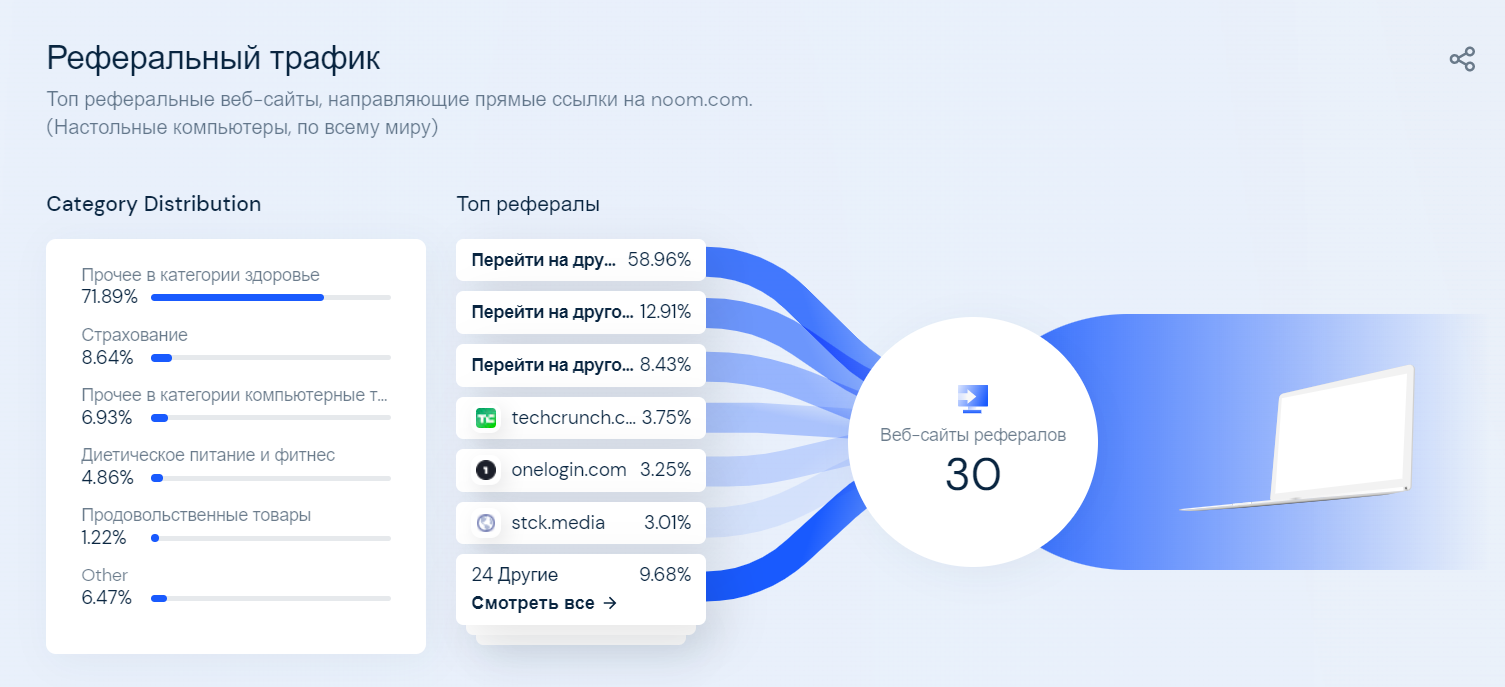 Реферальный трафик
Топ реферальные веб-сайты, направляющие прямые ссылки на noom.com.
(Настольные компьютеры, по всему миру)
Category Distribution
Прочее в категории здоровье
71.89%
Страхование
8.64%
Прочее в категории компьютерные т...
6.93%
Диетическое питание и фитнес
4.86%
Продовольственные товары
1.22%
Other
6.47%
Топ рефералы
Перейти на дру... 58.96%
Перейти на друго... 12.91%
Перейти на друго... 8.43%
TC techcrunch.c... 3.75%
1 onelogin.com 3.25%
stck.media 3.01%
24 Другие 9.68%
Смотреть все →
Веб-сайты рефералов
30